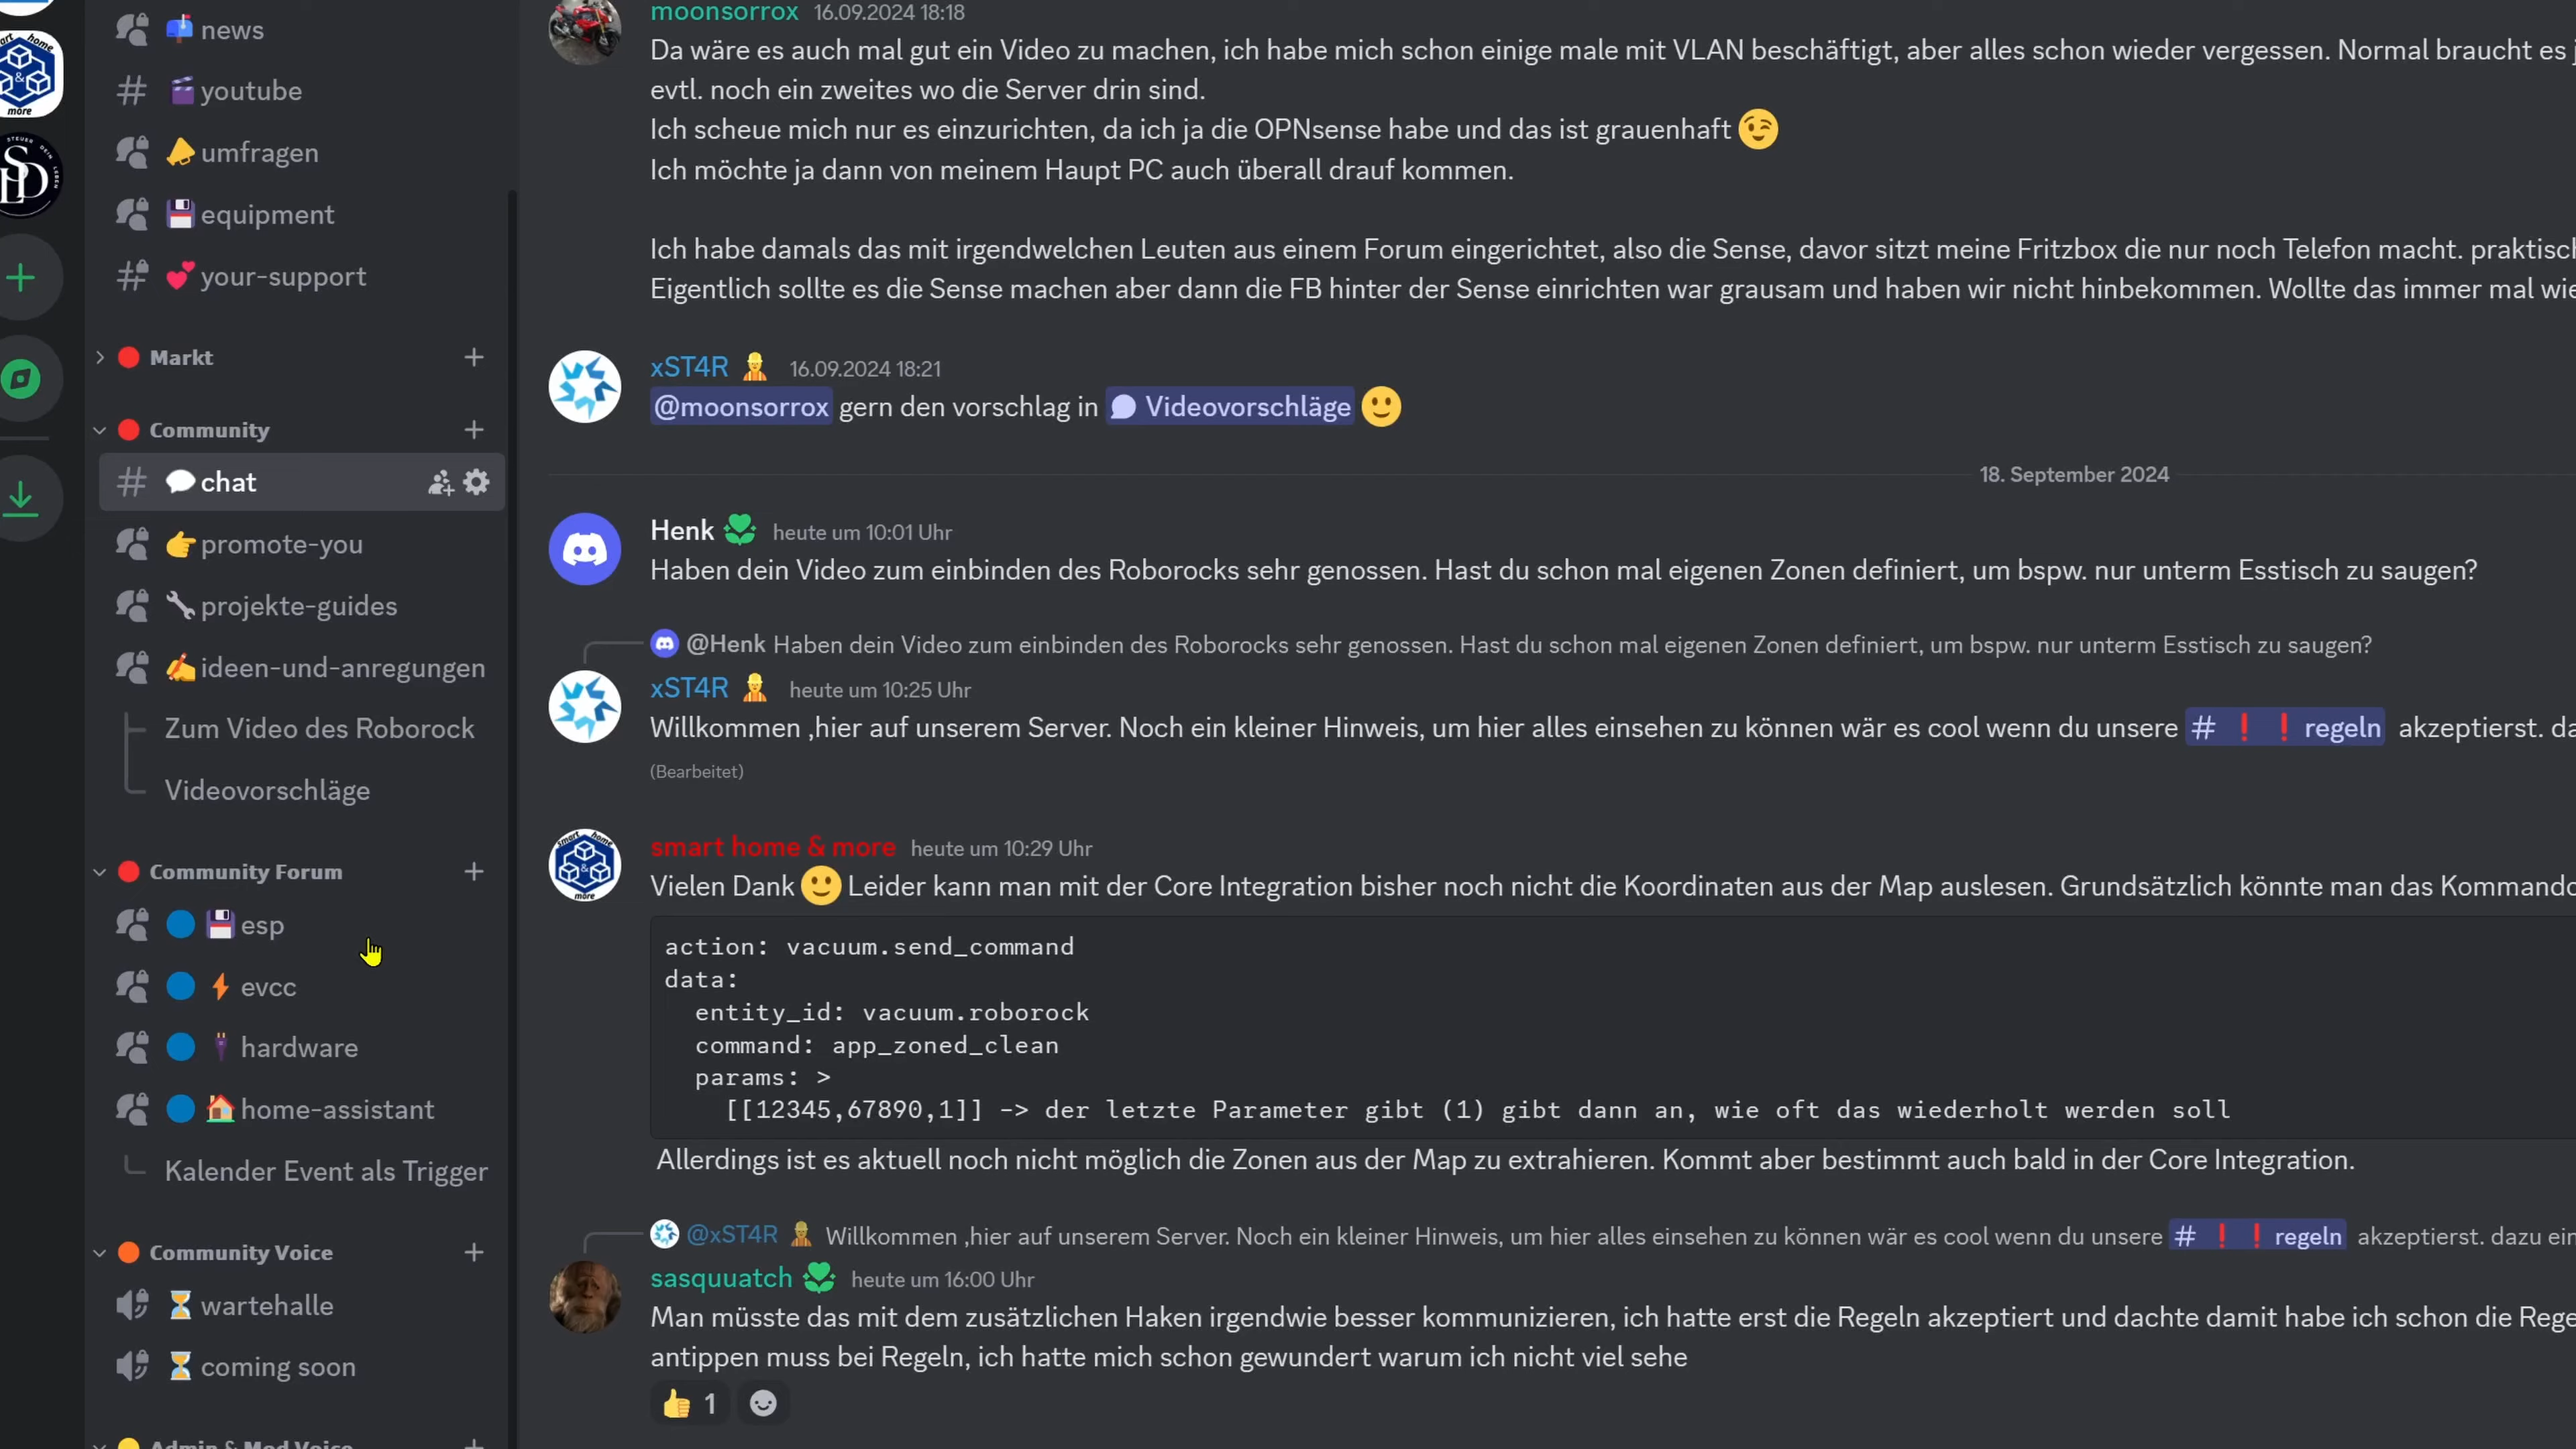 smart home
&
more
STEUER DEIN LEBEN
news
youtube
umfragen
equipment
your-support
Markt
Community
chat
promote-you
projekte-guides
ideen-und-anregungen
Zum Video des Roborock
Videovorschläge
Community Forum
esp
evcc
hardware
home-assistant
Kalender Event als Trigger
Community Voice
wartehalle
coming soon
Admin & Mod Voice
moonsorrox 16.09.2024 18:18
Da wäre es auch mal gut ein Video zu machen, ich habe mich schon einige male mit VLAN beschäftigt, aber alles schon wieder vergessen. Normal braucht es
evtl. noch ein zweites wo die Server drin sind.
Ich scheue mich nur es einzurichten, da ich ja die OPNsense habe und das ist grauenhaft 😉
Ich möchte ja dann von meinem Haupt PC auch überall drauf kommen.
Ich habe damals das mit irgendwelchen Leuten aus einem Forum eingerichtet, also die Sense, davor sitzt meine Fritzbox die nur noch Telefon macht. praktisch
Eigentlich sollte es die Sense machen aber dann die FB hinter der Sense einrichten war grausam und haben wir nicht hinbekommen. Wollte das immer mal
xST4R 16.09.2024 18:21
@moonsorrox gern den vorschlag in Videovorschläge 🙂
18. September 2024
Henk heute um 10:01 Uhr
Haben dein Video zum einbinden des Roborocks sehr genossen. Hast du schon mal eigenen Zonen definiert, um bspw. nur unterm Esstisch zu saugen?
@Henk Haben dein Video zum einbinden des Roborocks sehr genossen. Hast du schon mal eigenen Zonen definiert, um bspw. nur unterm Esstisch zu saugen?
xST4R heute um 10:25 Uhr
Willkommen ,hier auf unserem Server. Noch ein kleiner Hinweis, um hier alles einsehen zu können wär es cool wenn du unsere # ❗❗ regeln akzeptierst.
(Bearbeitet)
smart home & more heute um 10:29 Uhr
Vielen Dank 🙂 Leider kann man mit der Core Integration bisher noch nicht die Koordinaten aus der Map auslesen. Grundsätzlich könnte man das Kommando
action: vacuum.send_command
data:
entity_id: vacuum.roborock
command: app_zoned_clean
params: >
[[12345,67890,1]] -> der letzte Parameter gibt (1) gibt dann an, wie oft das wiederholt werden soll
Allerdings ist es aktuell noch nicht möglich die Zonen aus der Map zu extrahieren. Kommt aber bestimmt auch bald in der Core Integration.
@xST4R Willkommen ,hier auf unserem Server. Noch ein kleiner Hinweis, um hier alles einsehen zu können wär es cool wenn du unsere # ❗❗ regeln akzeptierst. dazu
sasquuatch heute um 16:00 Uhr
Man müsste das mit dem zusätzlichen Haken irgendwie besser kommunizieren, ich hatte erst die Regeln akzeptiert und dachte damit habe ich schon die
antippen muss bei Regeln, ich hatte mich schon gewundert warum ich nicht viel sehe
👍 1